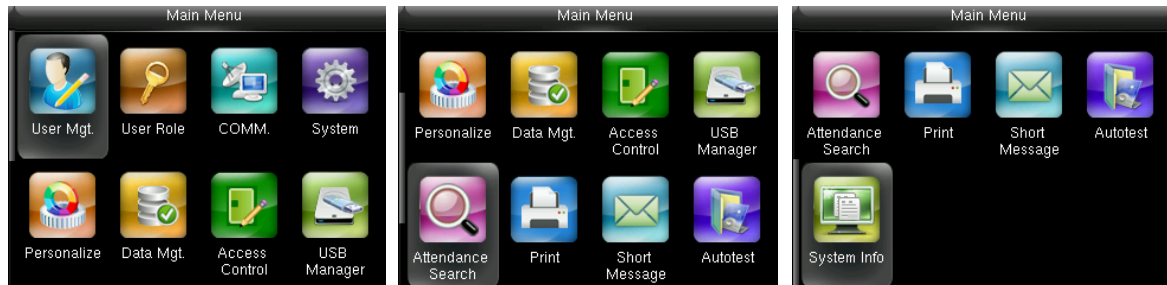 Main Menu
User Mgt.
User Role
COMM.
System
Personalize
Data Mgt.
Access
Control
USB
Manager
Main Menu
Personalize
Data Mgt.
Access
Control
USB
Manager
Attendance
Search
Print
Short
Message
Autotest
Main Menu
Attendance
Search
Print
Short
Message
Autotest
System Info